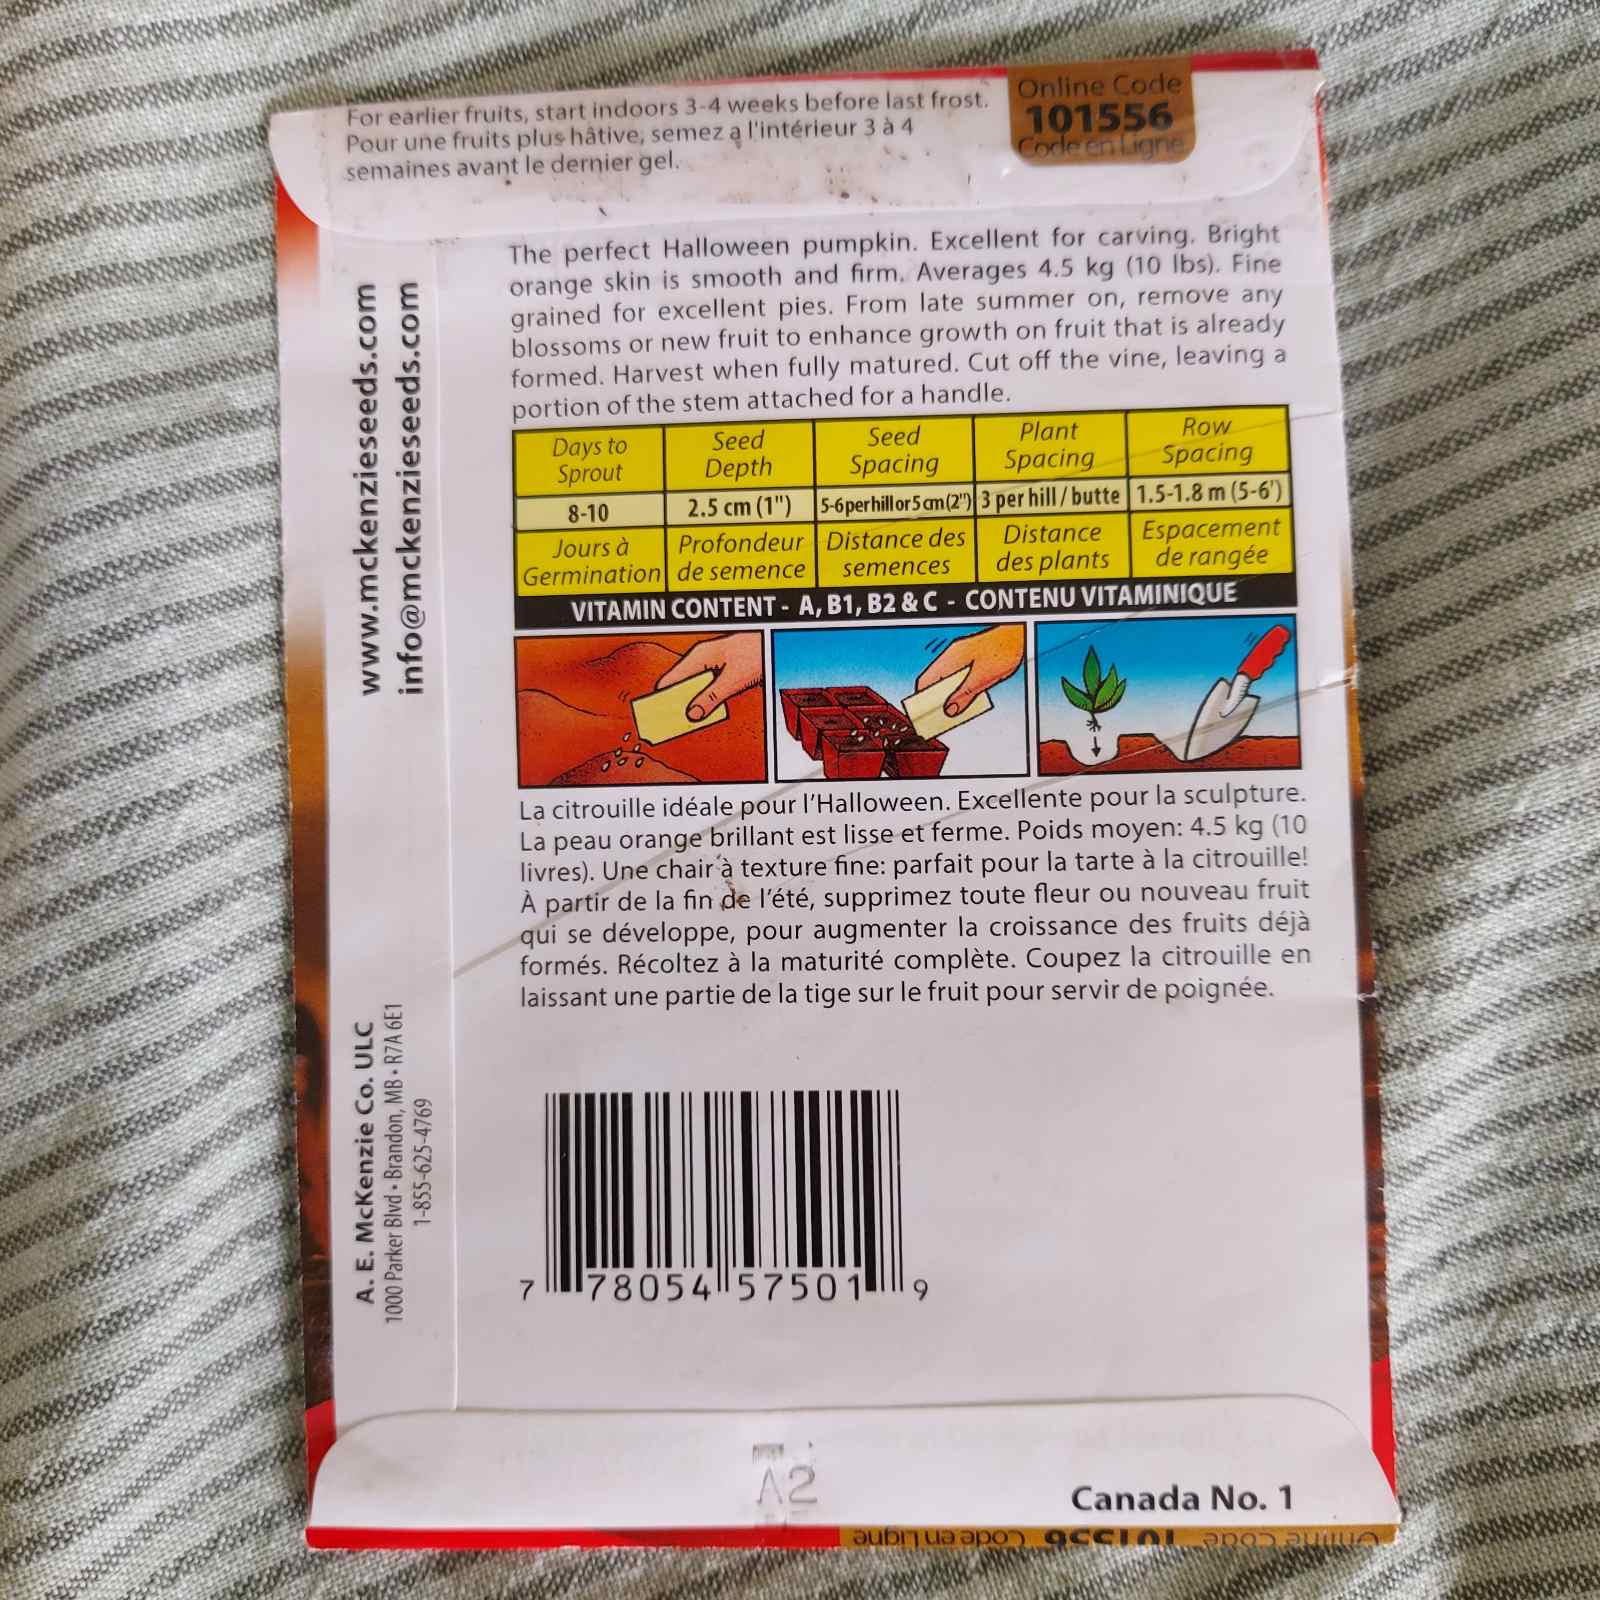 For earlier fruits, start indoors 3-4 weeks before last frost.
Pour une fruits plus hâtive, semez a l'intérieur 3 à 4
semaines avant le dernier gel.
Online Code
101556
Code en Ligne
The perfect Halloween pumpkin. Excellent for carving. Bright
orange skin is smooth and firm. Averages 4.5 kg (10 lbs). Fine
grained for excellent pies. From late summer on, remove any
blossoms or new fruit to enhance growth on fruit that is already
formed. Harvest when fully matured. Cut off the vine, leaving a
portion of the stem attached for a handle.
Days to
Sprout
Seed
Depth
Seed
Spacing
Plant
Spacing
Row
Spacing
8-10
2.5 cm (1")
5-6 per hill or 5 cm (2")
3 per hill / butte
1.5-1.8 m (5-6')
Jours à
Germination
Profondeur
de semence
Distance des
semences
Distance
des plants
Espacement
de rangée
VITAMIN CONTENT - A, B1, B2 & C - CONTENU VITAMINIQUE
La citrouille idéale pour l'Halloween. Excellente pour la sculpture.
La peau orange brillant est lisse et ferme. Poids moyen: 4.5 kg (10
livres). Une chair à texture fine: parfait pour la tarte à la citrouille!
À partir de la fin de l'été, supprimez toute fleur ou nouveau fruit
qui se développe, pour augmenter la croissance des fruits déjà
formés. Récoltez à la maturité complète. Coupez la citrouille en
laissant une partie de la tige sur le fruit pour servir de poignée.
www.mckenzieseeds.com
info@mckenzieseeds.com
A. E. McKenzie Co. ULC
1000 Parker Blvd • Brandon, MB • R7A 6E1
1-855-625-4769
7 78054 57501 9
A2
Canada No. 1
Online Code 101556 Code en Ligne